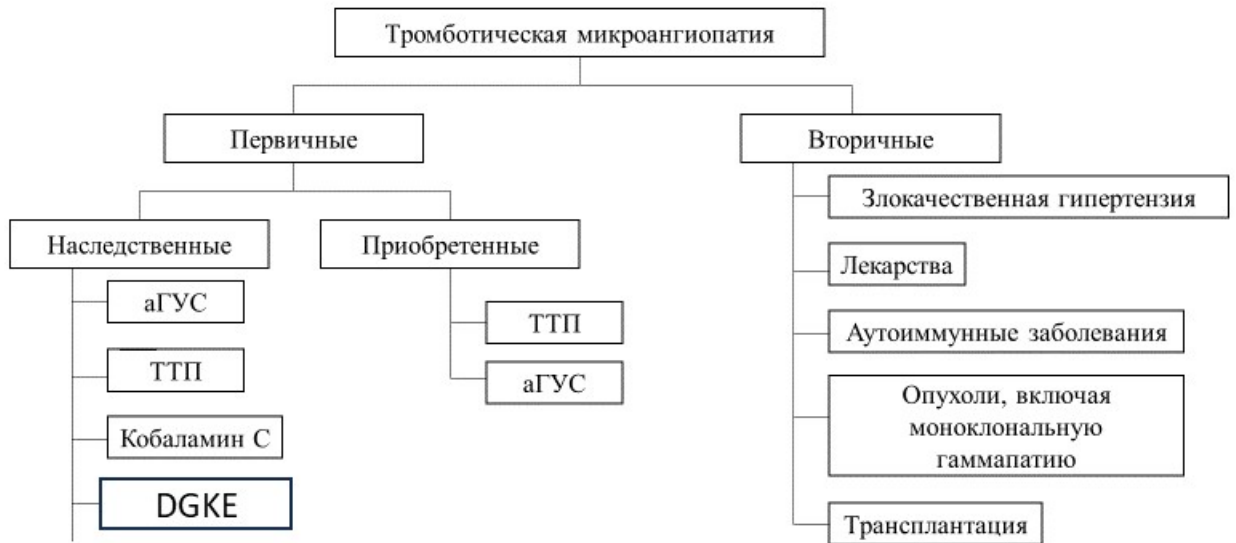 Тромботическая микроангиопатия
Первичные
Вторичные
Наследственные
Приобретенные
аГУС
ТТП
Кобаламин С
DGKE
ТТП
аГУС
Злокачественная гипертензия
Лекарства
Аутоиммунные заболевания
Опухоли, включая
моноклональную
гаммапатию
Трансплантация